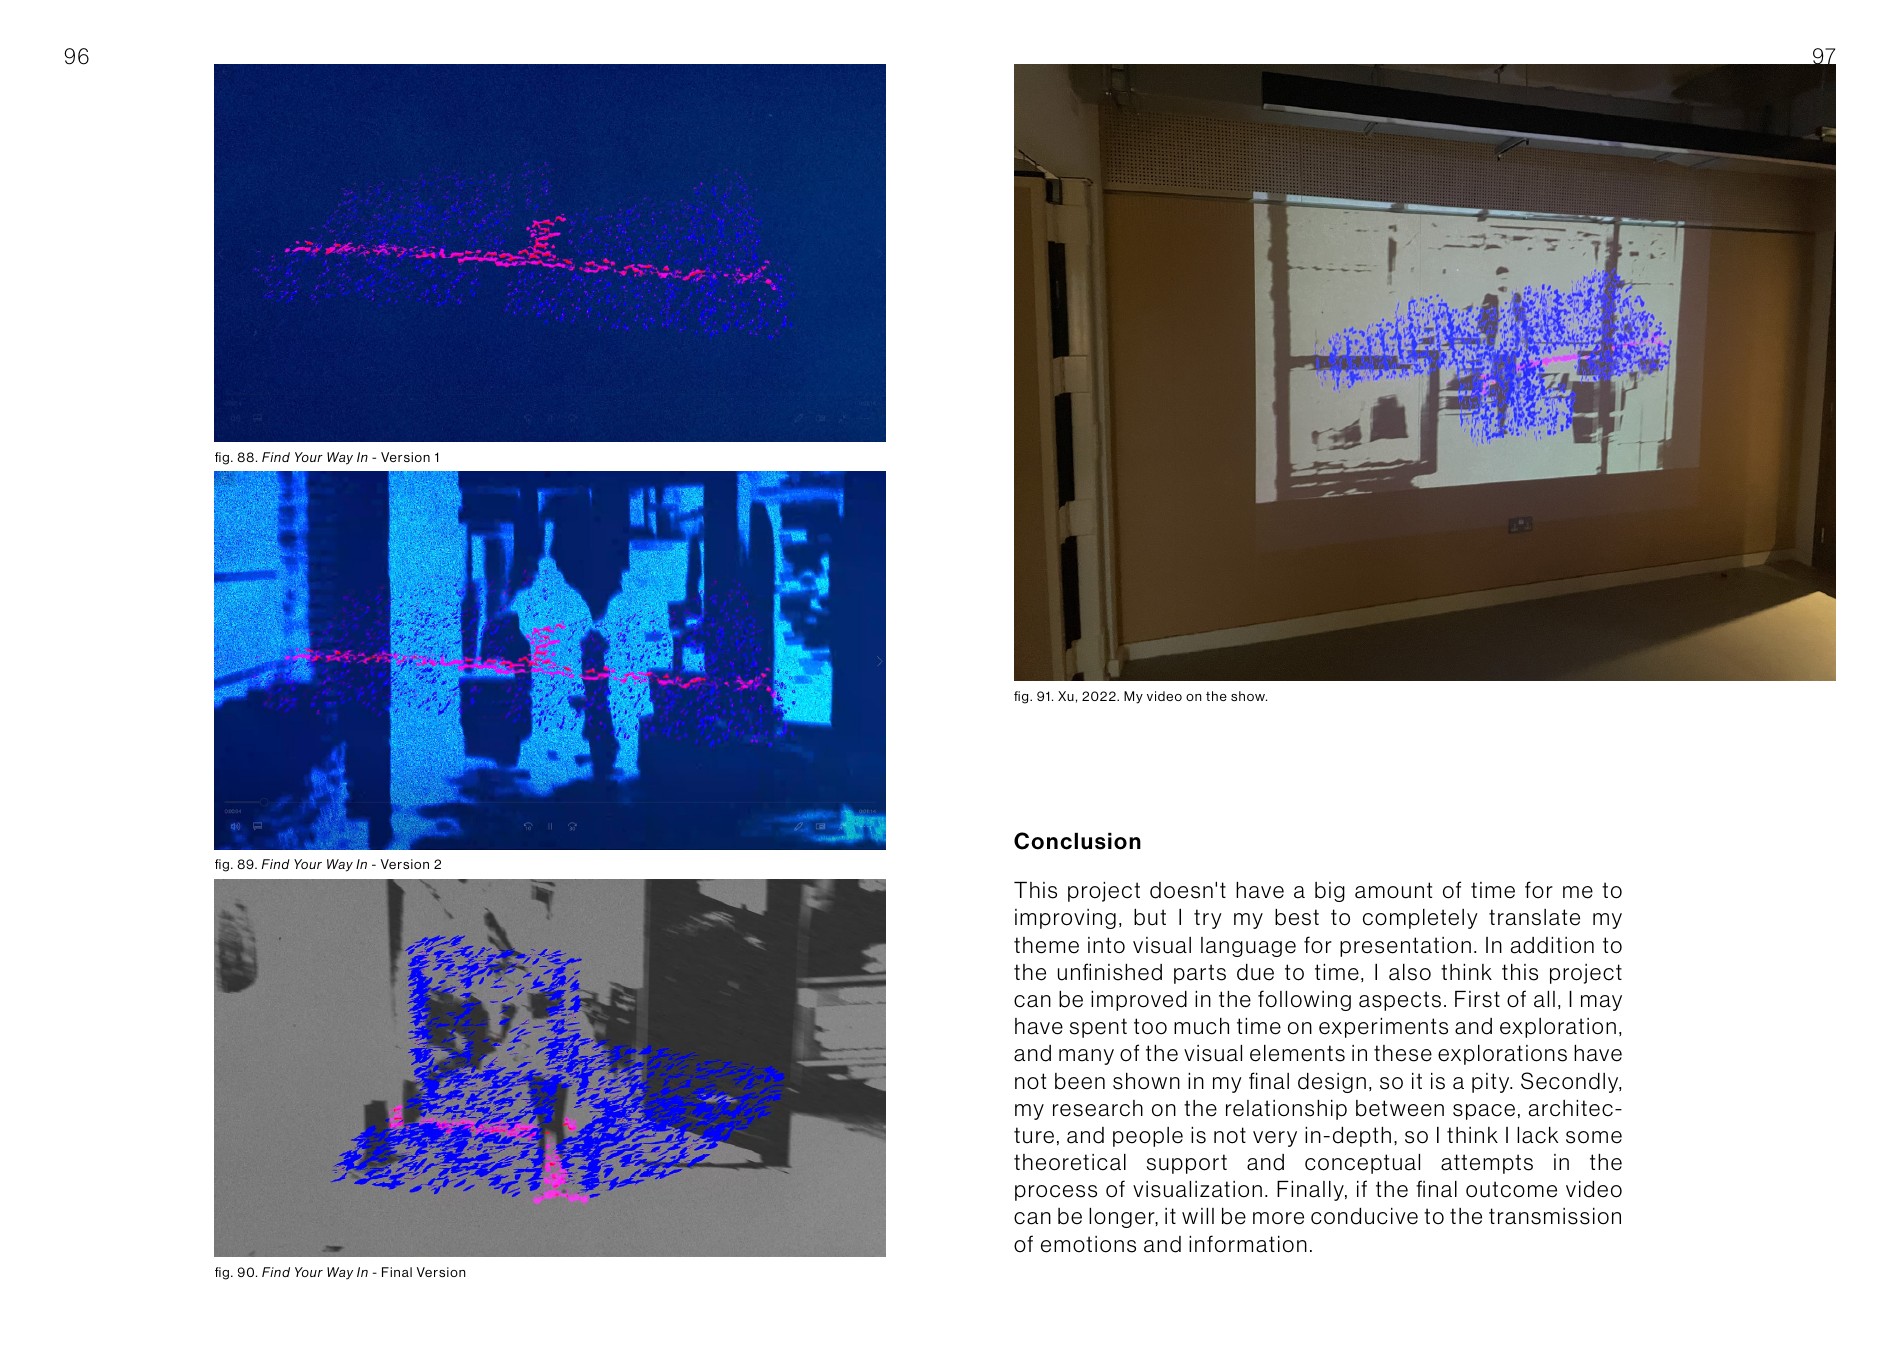 96
fig. 88. Find Your Way In - Version 1
fig. 89. Find Your Way In - Version 2
fig. 90. Find Your Way In - Final Version
97
fig. 91. Xu, 2022. My video on the show.
Conclusion
This project doesn't have a big amount of time for me to
improving, but I try my best to completely translate my
theme into visual language for presentation. In addition to
the unfinished parts due to time, I also think this project
can be improved in the following aspects. First of all, I may
have spent too much time on experiments and exploration,
and many of the visual elements in these explorations have
not been shown in my final design, so it is a pity. Secondly,
my research on the relationship between space, architec-
ture, and people is not very in-depth, so I think I lack some
theoretical support and conceptual attempts in the
process of visualization. Finally, if the final outcome video
can be longer, it will be more conducive to the transmission
of emotions and information.